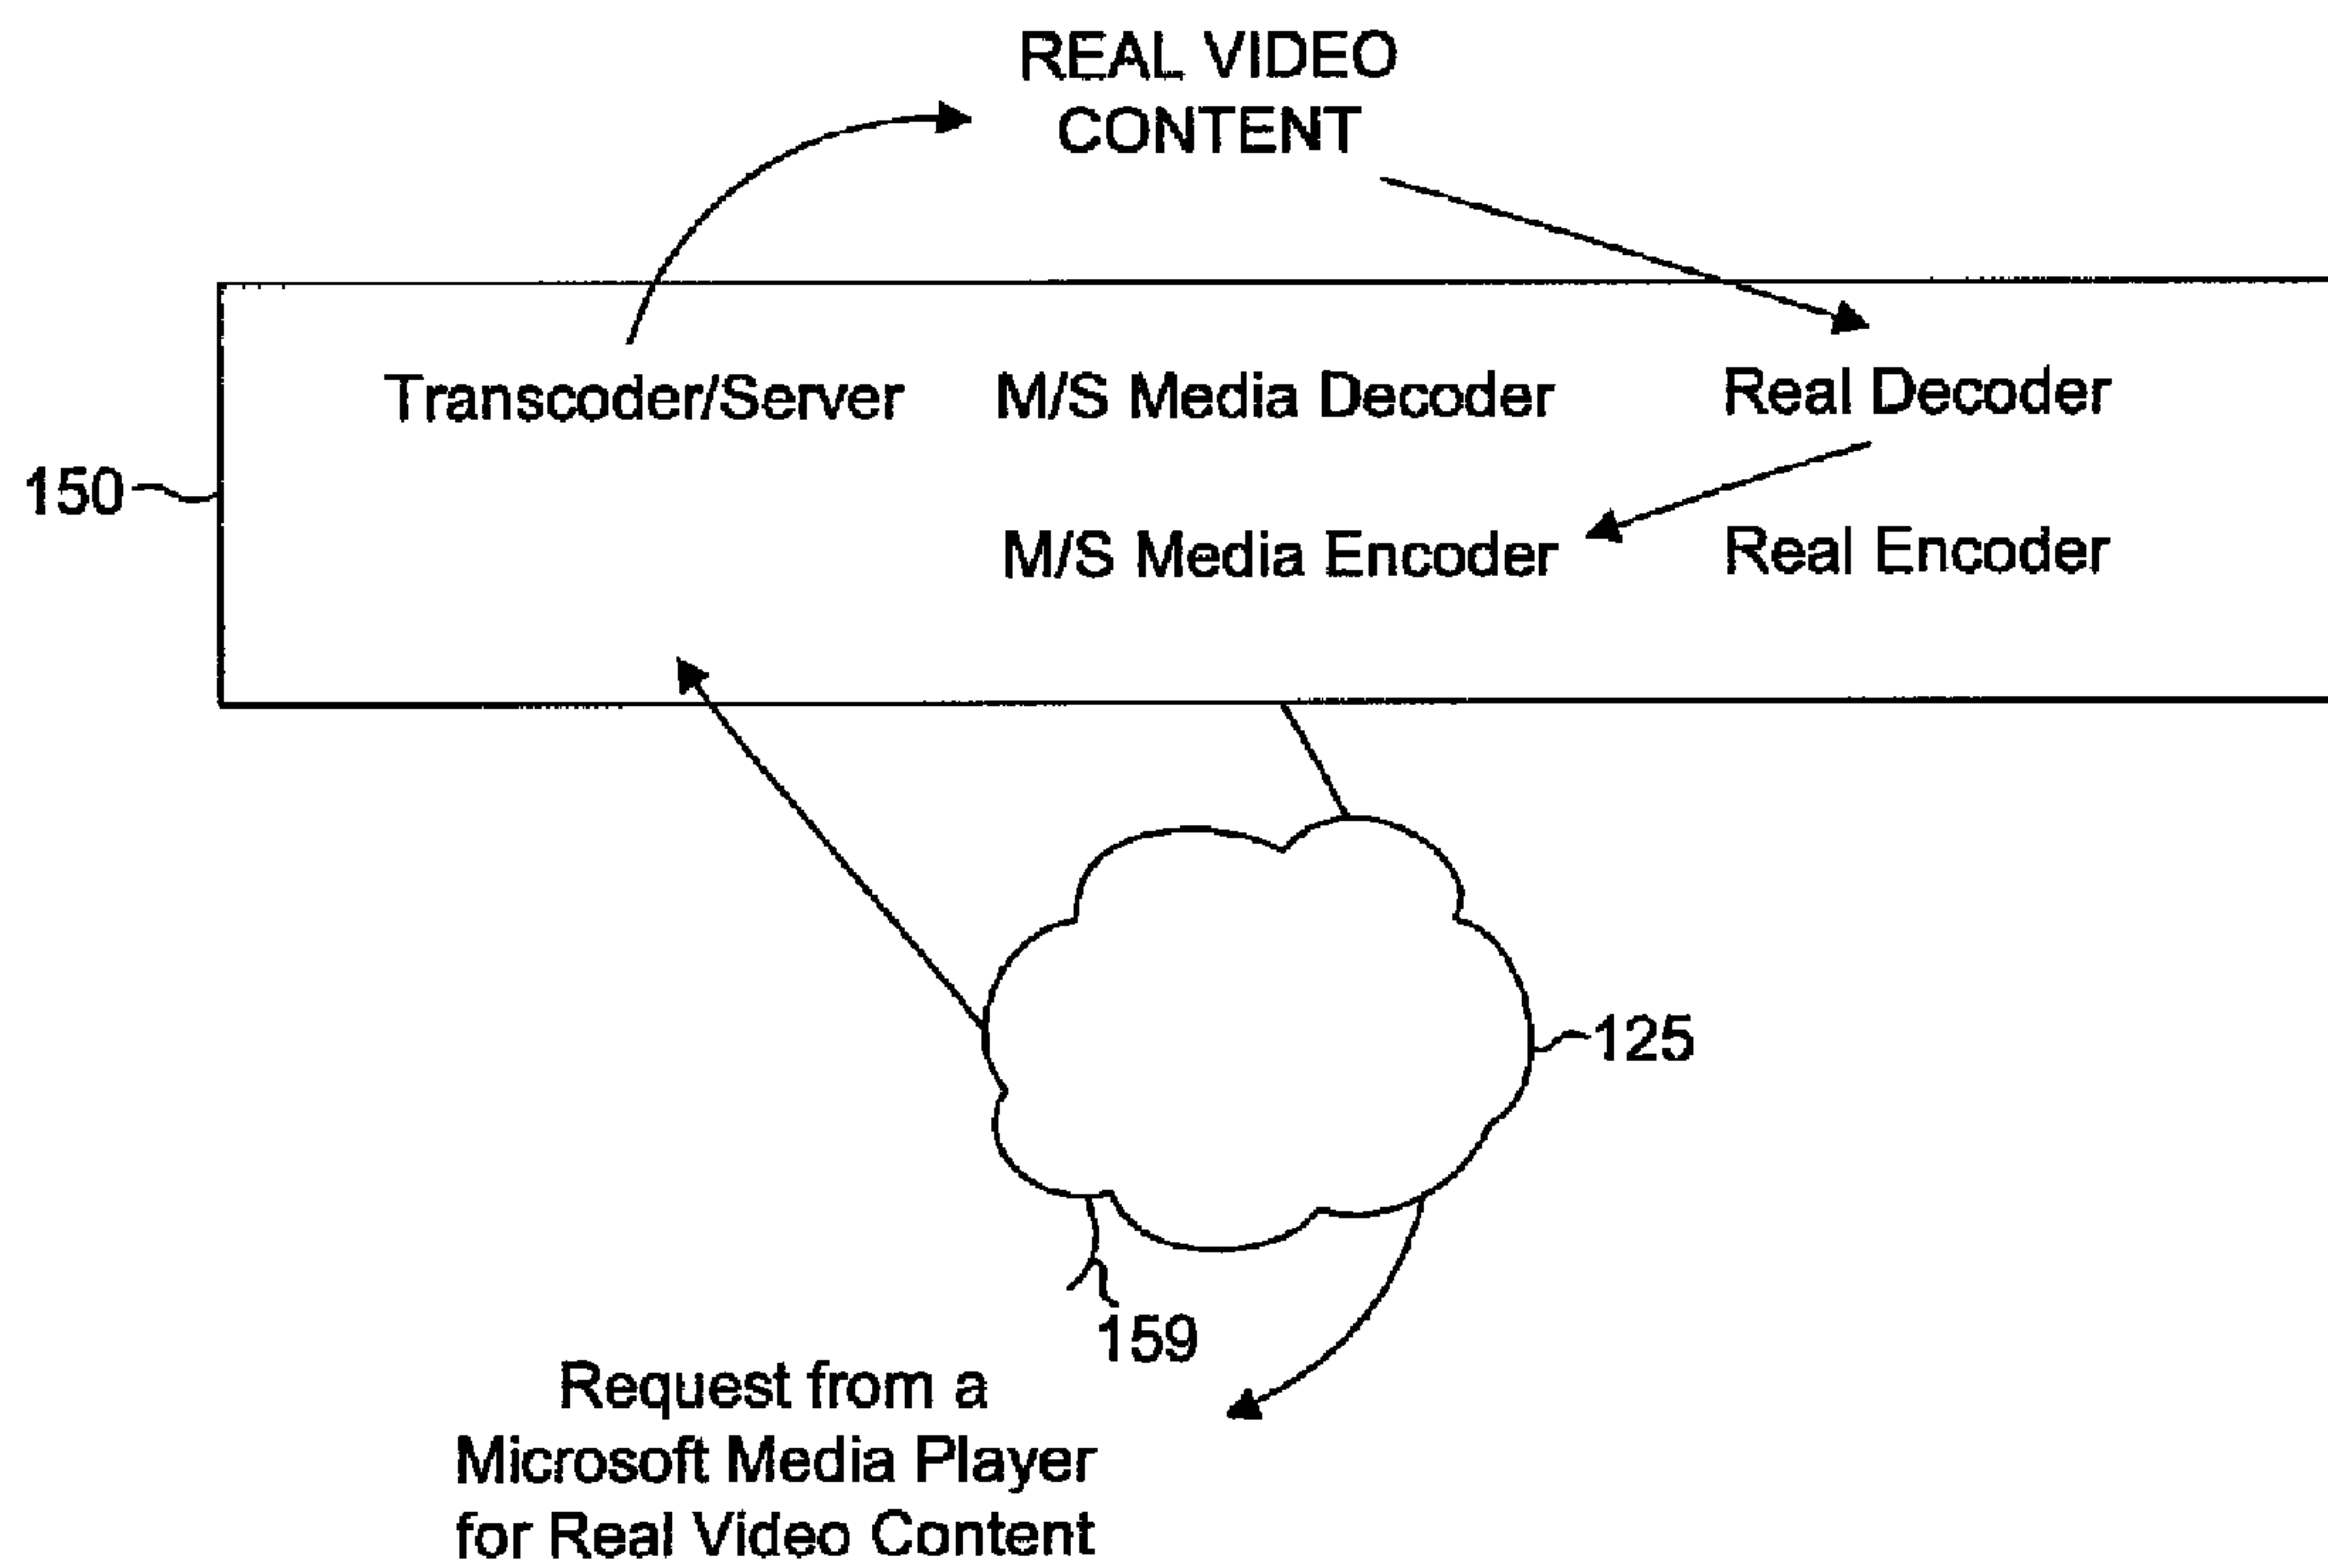 REAL VIDEO
CONTENT
Transcoder/Server M/S Media Decoder Real Decoder
150
M/S Media Encoder Real Encoder
125
159
Request from a
Microsoft Media Player
for Real Video Content